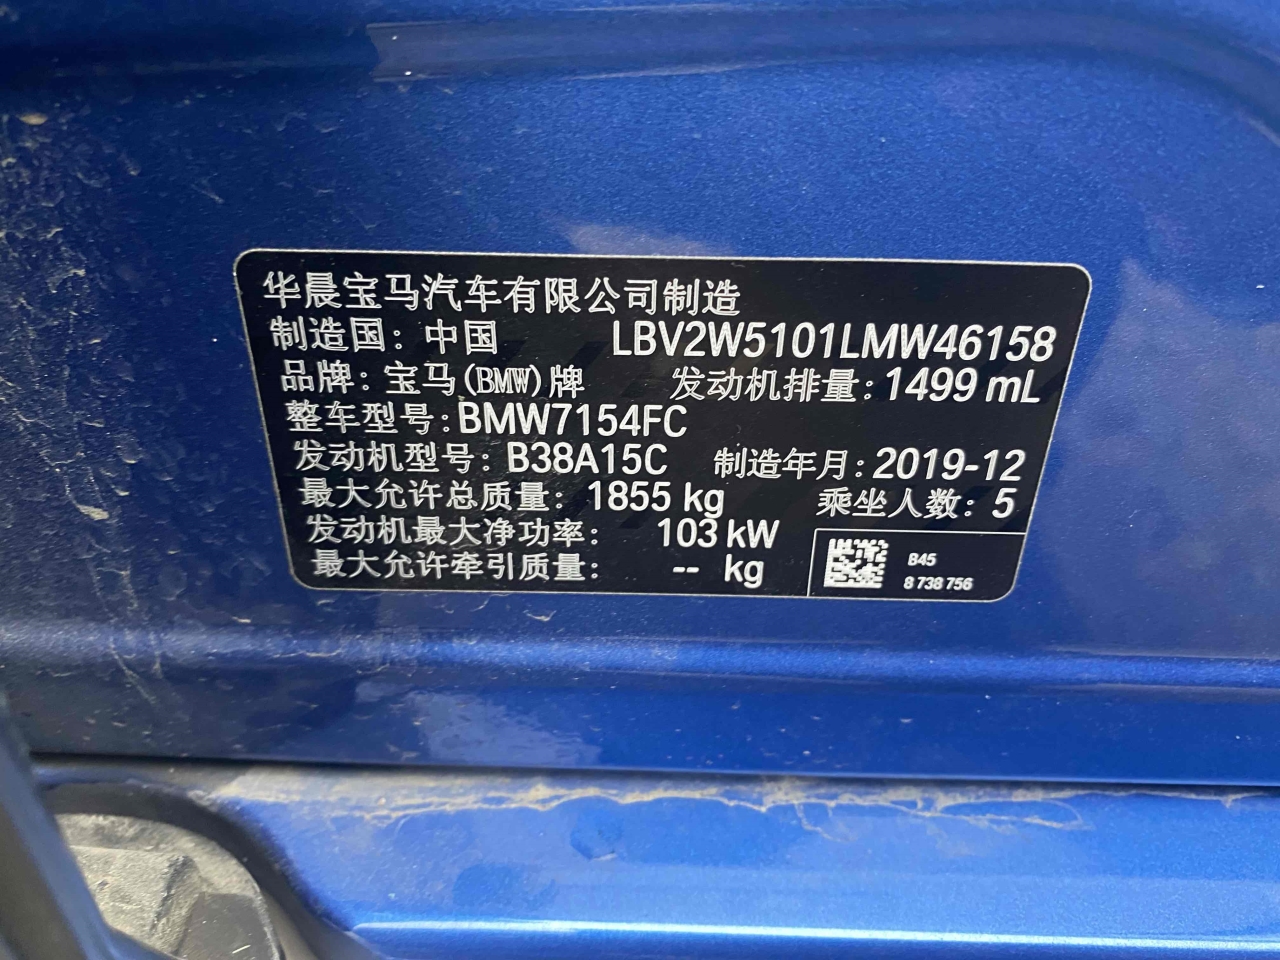 华晨宝马汽车有限公司制造
制造国：中国 LBV2W5101LMW46158
品牌：宝马(BMW)牌 发动机排量：1499 mL
整车型号：BMW7154FC
发动机型号：B38A15C 制造年月：2019-12
最大允许总质量：1855 kg 乘坐人数：5
发动机最大净功率：103 kW
最大允许牵引质量：-- kg
B45
8 738 756